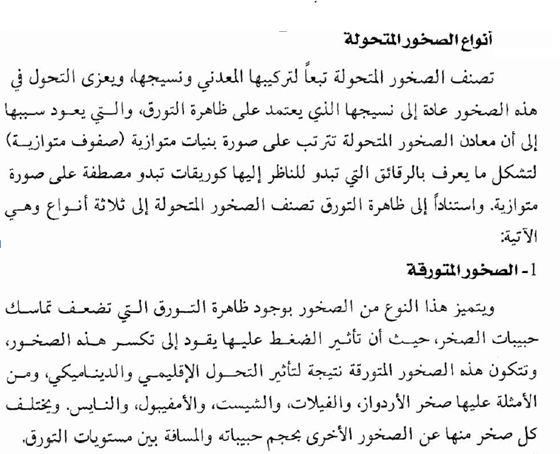 أنواع الصخور المتحولة
تصنف الصخور المتحولة تبعاً لتركيبها المعدني ونسيجها، ويعزى التحول في
هذه الصخور عادة إلى نسيجها الذي يعتمد على ظاهرة التورق، والتي يعود سببها
إلى أن معادن الصخور المتحولة تترتب على صورة بنيات متوازية (صفوف متوازية)
لتشكل ما يعرف بالرقائق التي تبدو للناظر إليها كوريقات تبدو مصطفة على صورة
متوازية. واستناداً إلى ظاهرة التورق تصنف الصخور المتحولة إلى ثلاثة أنواع وهي
الآتية:
1- الصخور المتورقة
ويتميز هذا النوع من الصخور بوجود ظاهرة التورق التي تضعف تماسك
حبيبات الصخر، حيث أن تأثير الضغط عليها يقود إلى تكسر هذه الصخور،
وتتكون هذه الصخور المتورقة نتيجة لتأثير التحول الإقليمي والديناميكي، ومن
الأمثلة عليها صخر الأردواز، والفيلات، والشيست، والأمفيبول، والنايس. ويختلف
كل صخر منها عن الصخور الأخرى بحجم حبيباته والمسافة بين مستويات التورق.